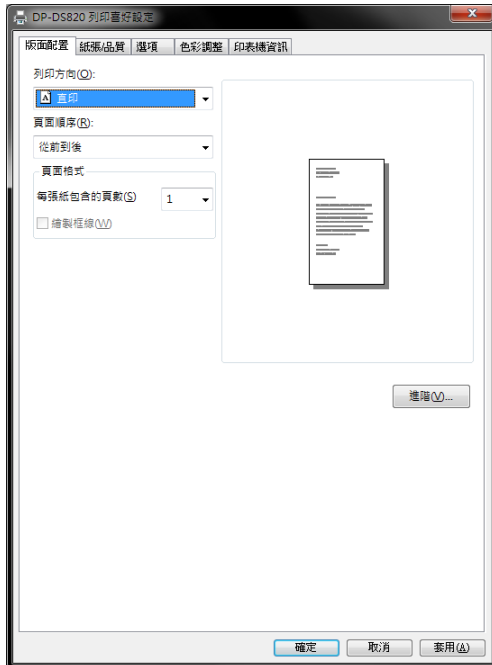 DP-DS820 列印喜好設定
版面配置 紙張/品質 選項 色彩調整 印表機資訊
列印方向(O):
A 直印
頁面順序(R):
從前到後
頁面格式
每張紙包含的頁數(S) 1
繪製框線(W)
進階(V)...
確定 取消 套用(A)